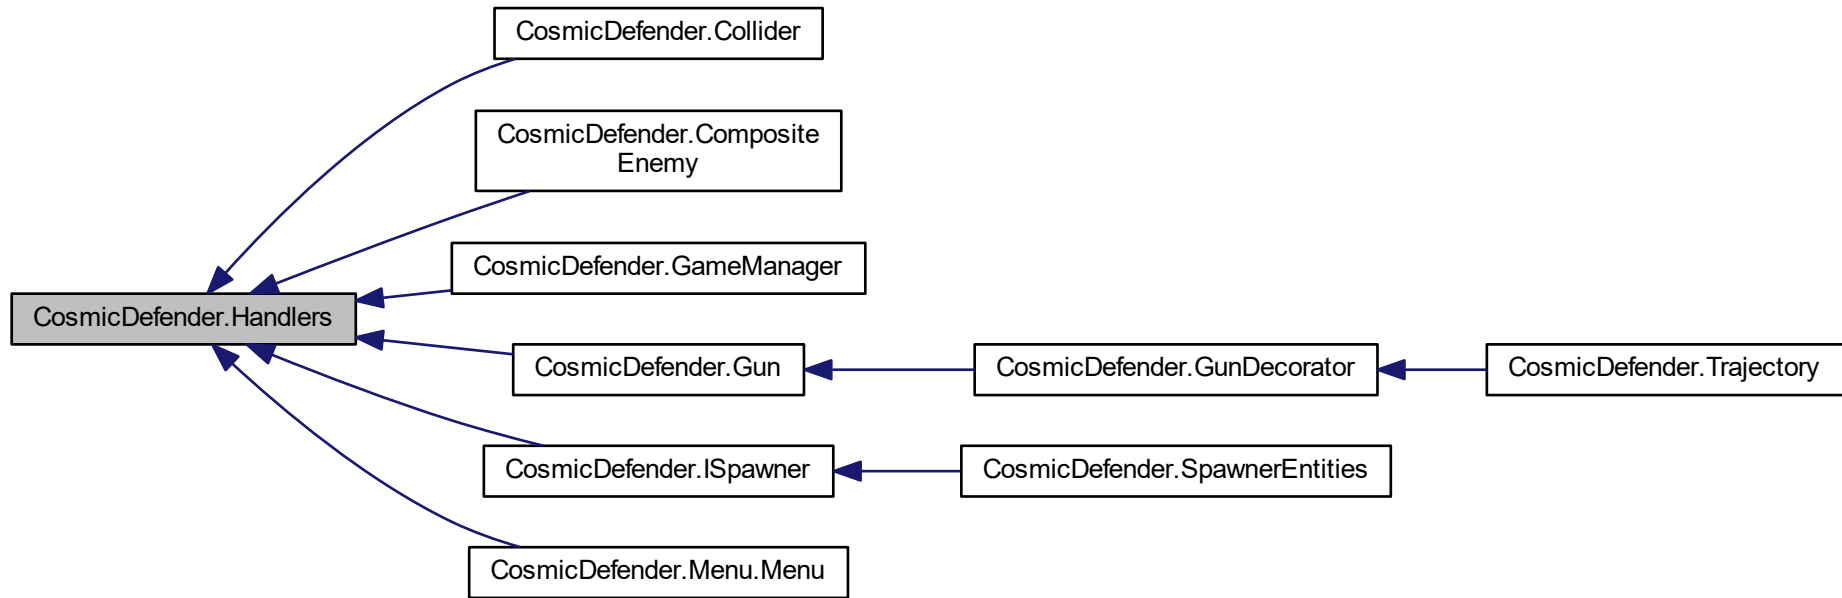 CosmicDefender.Collider
CosmicDefender.Composite
Enemy
CosmicDefender.GameManager
CosmicDefender.Handlers
CosmicDefender.Gun
CosmicDefender.GunDecorator
CosmicDefender.Trajectory
CosmicDefender.ISpawner
CosmicDefender.SpawnerEntities
CosmicDefender.Menu.Menu